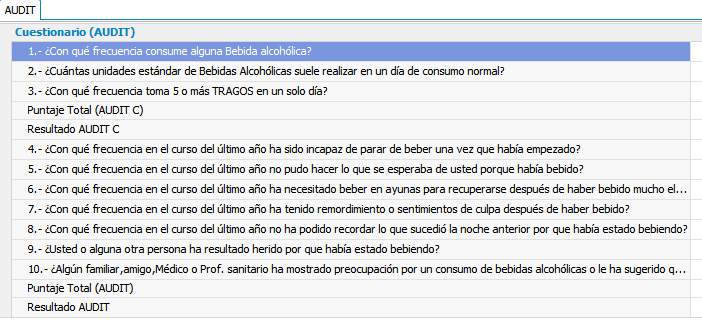 AUDIT
Cuestionario (AUDIT)
1.- ¿Con qué frecuencia consume alguna Bebida alcohólica?
2.- ¿Cuántas unidades estándar de Bebidas Alcohólicas suele realizar en un día de consumo normal?
3.- ¿Con qué frecuencia toma 5 o más TRAGOS en un solo día?
Puntaje Total (AUDIT C)
Resultado AUDIT C
4.- ¿Con qué frecuencia en el curso del último año ha sido incapaz de parar de beber una vez que había empezado?
5.- ¿Con qué frecuencia en el curso del último año no pudo hacer lo que se esperaba de usted porque había bebido?
6.- ¿Con qué frecuencia en el curso del último año ha necesitado beber en ayunas para recuperarse después de haber bebido mucho el...
7.- ¿Con qué frecuencia en el curso del último año ha tenido remordimiento o sentimientos de culpa después de haber bebido?
8.- ¿Con qué frecuencia en el curso del último año no ha podido recordar lo que sucedió la noche anterior por que había estado bebiendo?
9.- ¿Usted o alguna otra persona ha resultado herido por que había estado bebiendo?
10.- ¿Algún familiar,amigo,Médico o Prof. sanitario ha mostrado preocupación por un consumo de bebidas alcohólicas o le ha sugerido q...
Puntaje Total (AUDIT)
Resultado AUDIT